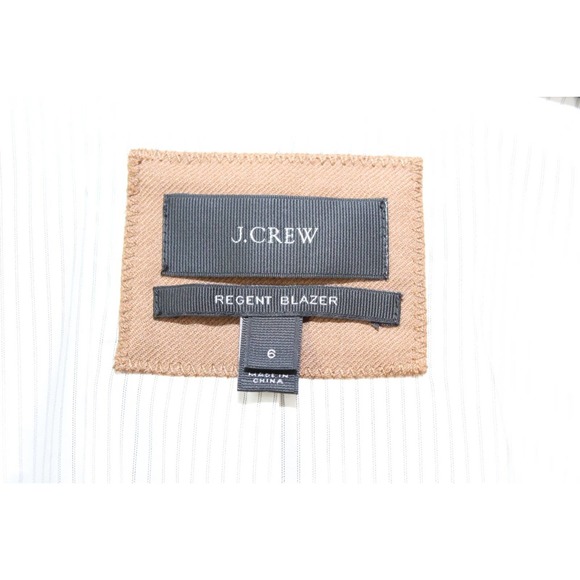 J.CREW
REGENT BLAZER
6
MADE IN
CHINA